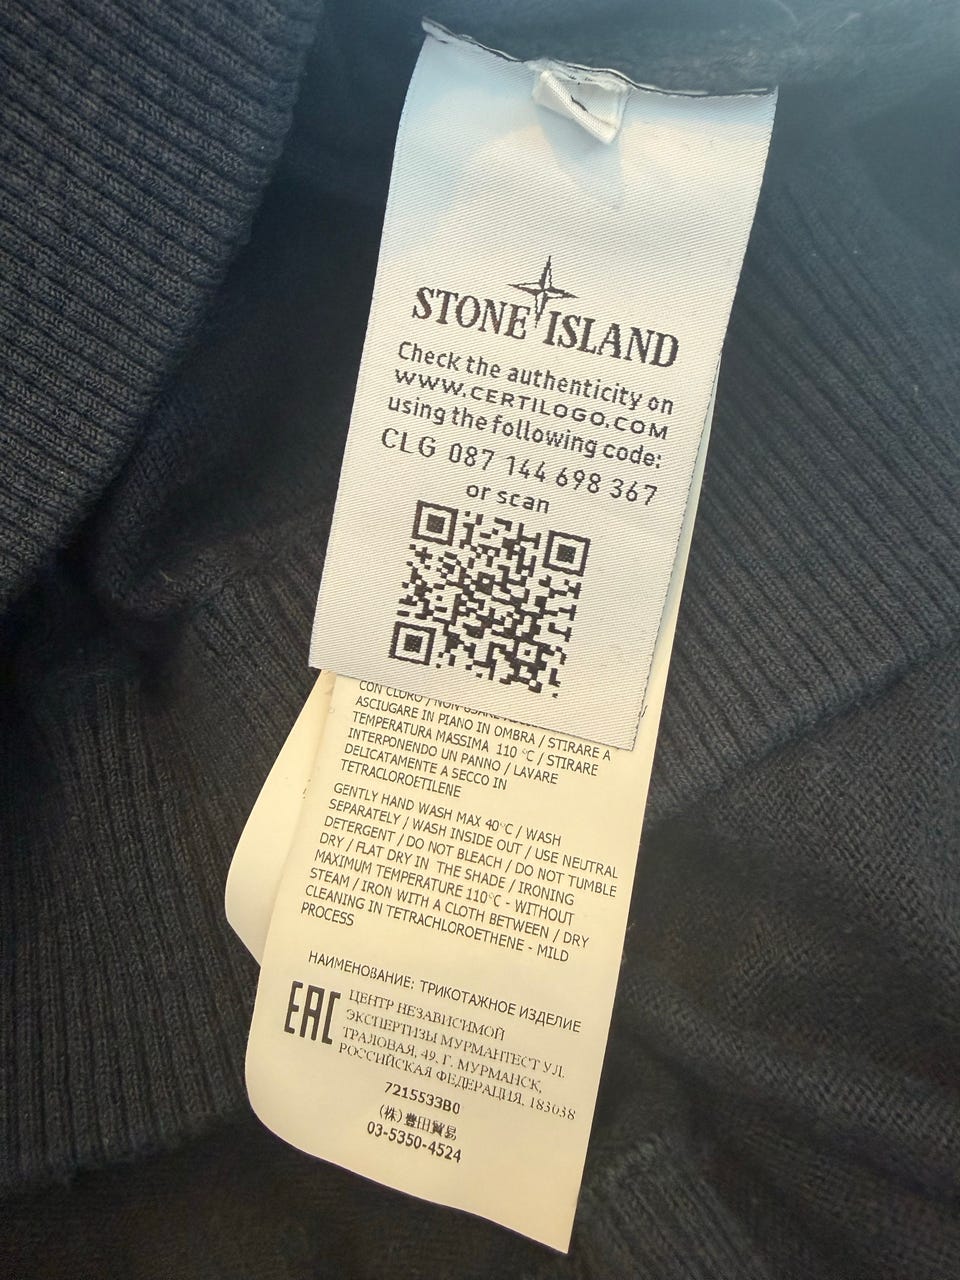 STONE ISLAND
Check the authenticity on
WWW.CERTILOGO.COM
using the following code:
CLG 087 144 698 367
or scan
CON CLORO / NON USARE
ASCIUGARE IN PIANO IN OMBRA / STIRARE A
TEMPERATURA MASSIMA 110 °C / STIRARE
INTERPONENDO UN PANNO / LAVARE
DELICATAMENTE A SECCO IN
TETRACLOROETILENE
GENTLY HAND WASH MAX 40°C / WASH
SEPARATELY / WASH INSIDE OUT / USE NEUTRAL
DETERGENT / DO NOT BLEACH / DO NOT TUMBLE
DRY / FLAT DRY IN THE SHADE / IRONING
MAXIMUM TEMPERATURE 110°C - WITHOUT
STEAM / IRON WITH A CLOTH BETWEEN / DRY
CLEANING IN TETRACHLOROETHENE - MILD
PROCESS
НАИМЕНОВАНИЕ: ТРИКОТАЖНОЕ ИЗДЕЛИЕ
EAC
ЦЕНТР НЕЗАВИСИМОЙ
ЭКСПЕРТИЗЫ МУРМАНТЕСТ УЛ.
ТРАЛОВАЯ, 49, Г. МУРМАНСК,
РОССИЙСКАЯ ФЕДЕРАЦИЯ, 183038
7215533B0
(株)豊田貿易
03-5350-4524